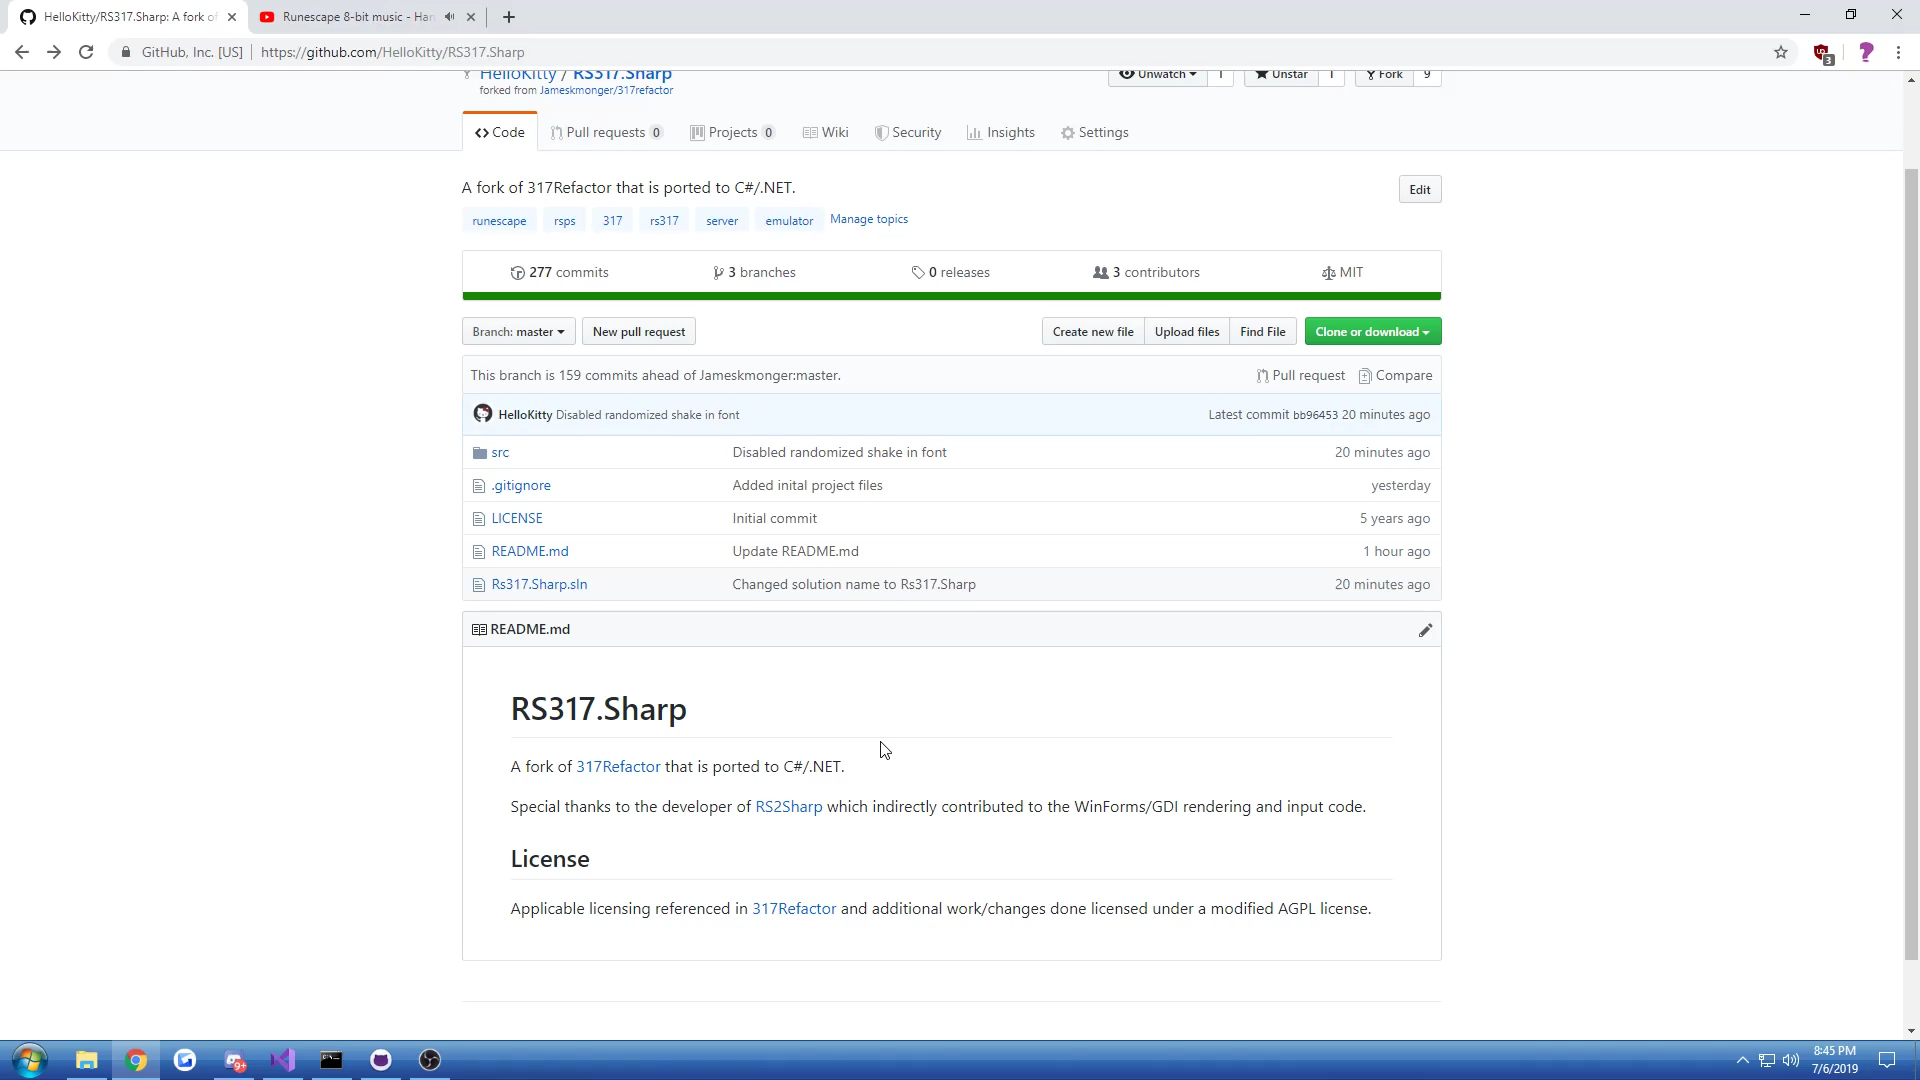 HelloKitty/RS317.Sharp: A fork of
Runescape 8-bit music - Har
GitHub, Inc. [US]
https://github.com/HelloKitty/RS317.Sharp
3
HelloKitty / RS317.Sharp
Unwatch 1
Unstar 1
Fork 9
forked from Jameskmonger/317refactor
Code
Pull requests 0
Projects 0
Wiki
Security
Insights
Settings
A fork of 317Refactor that is ported to C#/.NET.
Edit
runescape rsps 317 rs317 server emulator Manage topics
277 commits
3 branches
0 releases
3 contributors
MIT
Branch: master
New pull request
Create new file
Upload files
Find File
Clone or download
This branch is 159 commits ahead of Jameskmonger:master.
Pull request
Compare
HelloKitty Disabled randomized shake in font
Latest commit bb96453 20 minutes ago
src Disabled randomized shake in font 20 minutes ago
.gitignore Added inital project files yesterday
LICENSE Initial commit 5 years ago
README.md Update README.md 1 hour ago
Rs317.Sharp.sln Changed solution name to Rs317.Sharp 20 minutes ago
README.md
RS317.Sharp
A fork of 317Refactor that is ported to C#/.NET.
Special thanks to the developer of RS2Sharp which indirectly contributed to the WinForms/GDI rendering and input code.
License
Applicable licensing referenced in 317Refactor and additional work/changes done licensed under a modified AGPL license.
9+
8:45 PM
7/6/2019